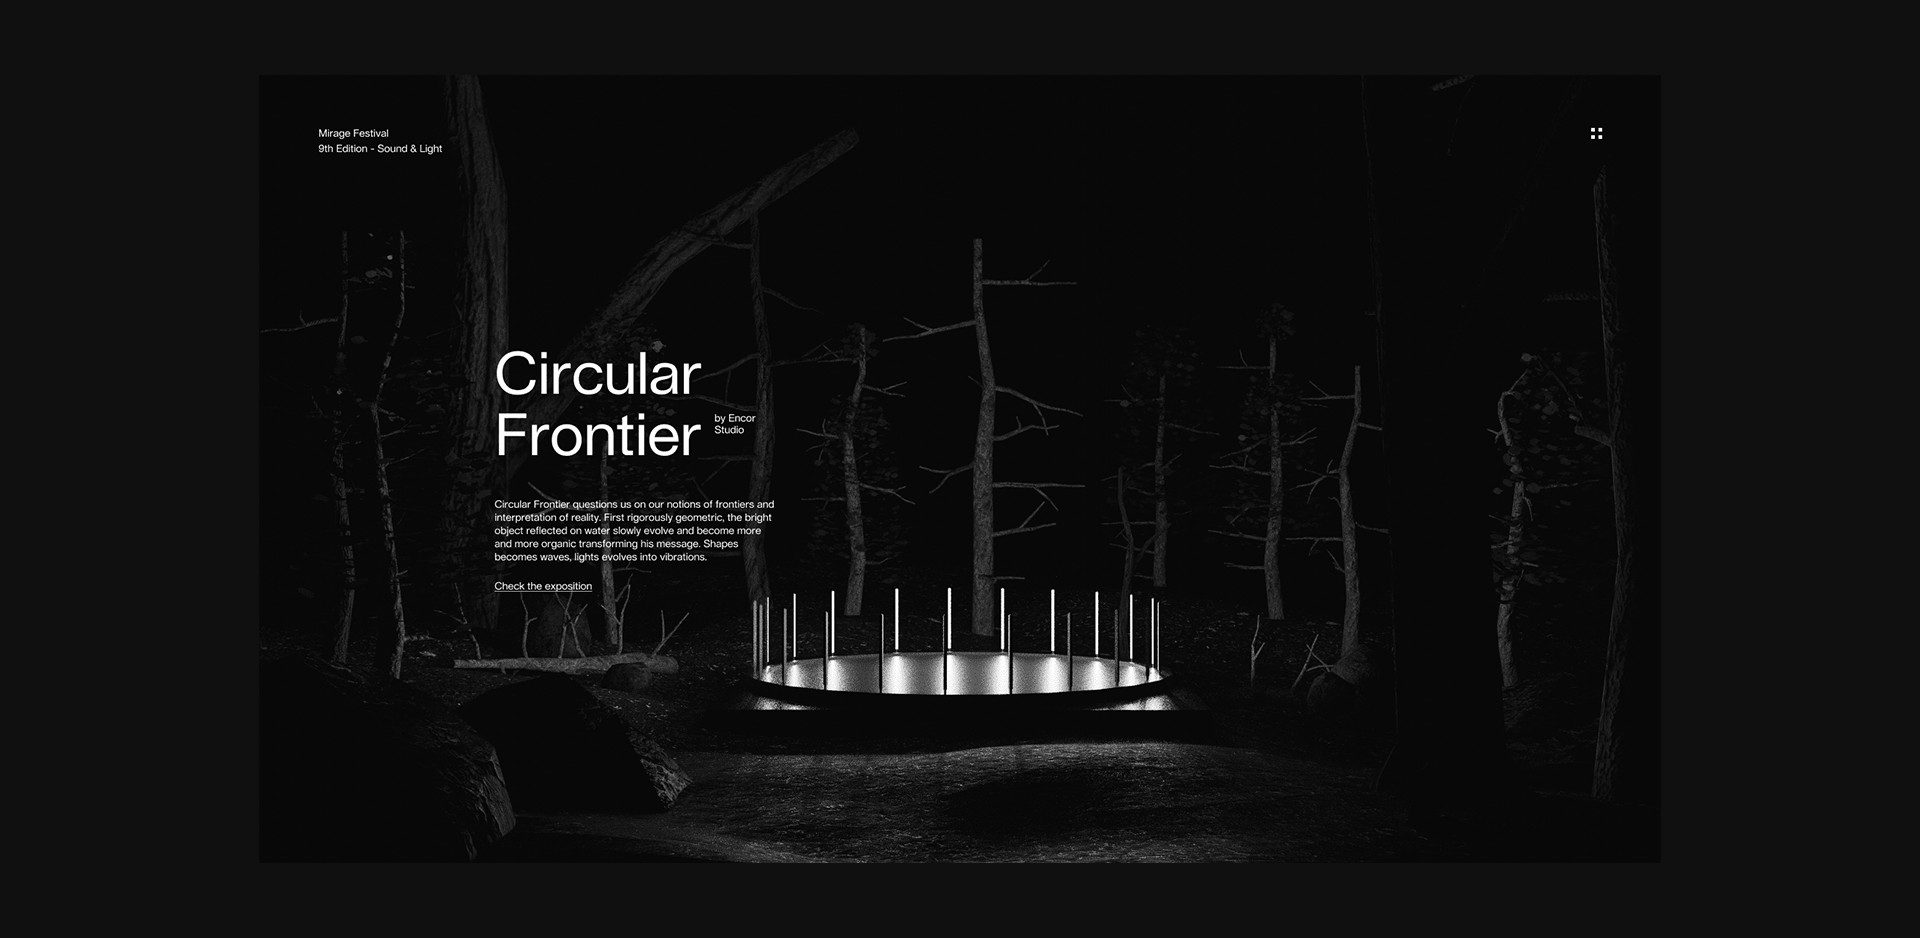 Mirage Festival
9th Edition - Sound & Light
Circular
Frontier
by Encor
Studio
Circular Frontier questions us on our notions of frontiers and
interpretation of reality. First rigorously geometric, the bright
object reflected on water slowly evolve and become more
and more organic transforming his message. Shapes
becomes waves, lights evolves into vibrations.
Check the exposition